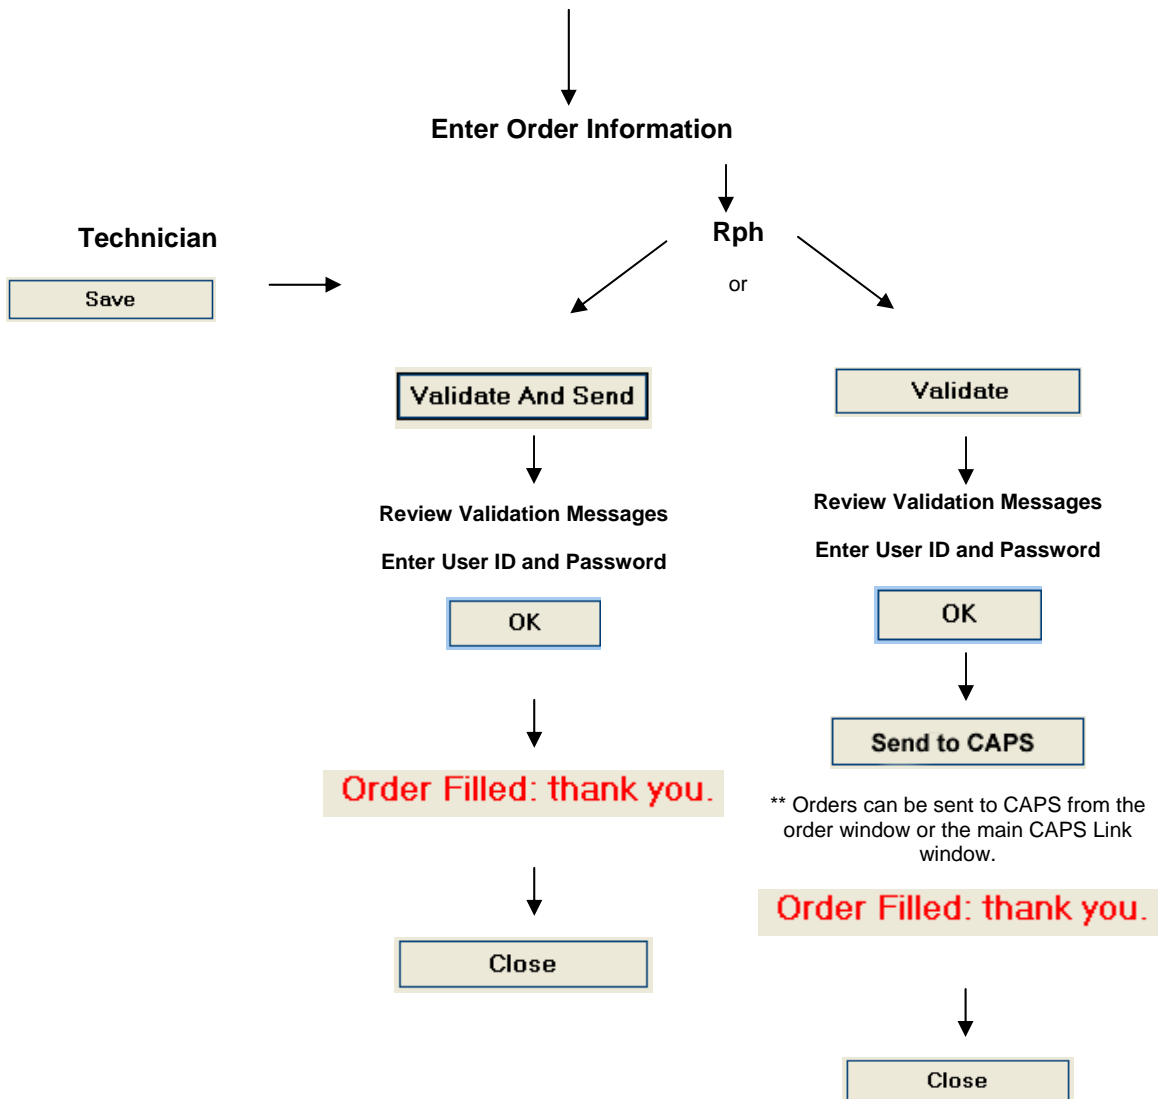 Enter Order Information
Technician
Save
Rph
or
Validate And Send
Review Validation Messages
Enter User ID and Password
OK
Order Filled: thank you.
Close
Validate
Review Validation Messages
Enter User ID and Password
OK
Send to CAPS
** Orders can be sent to CAPS from the
order window or the main CAPS Link
window.
Order Filled: thank you.
Close